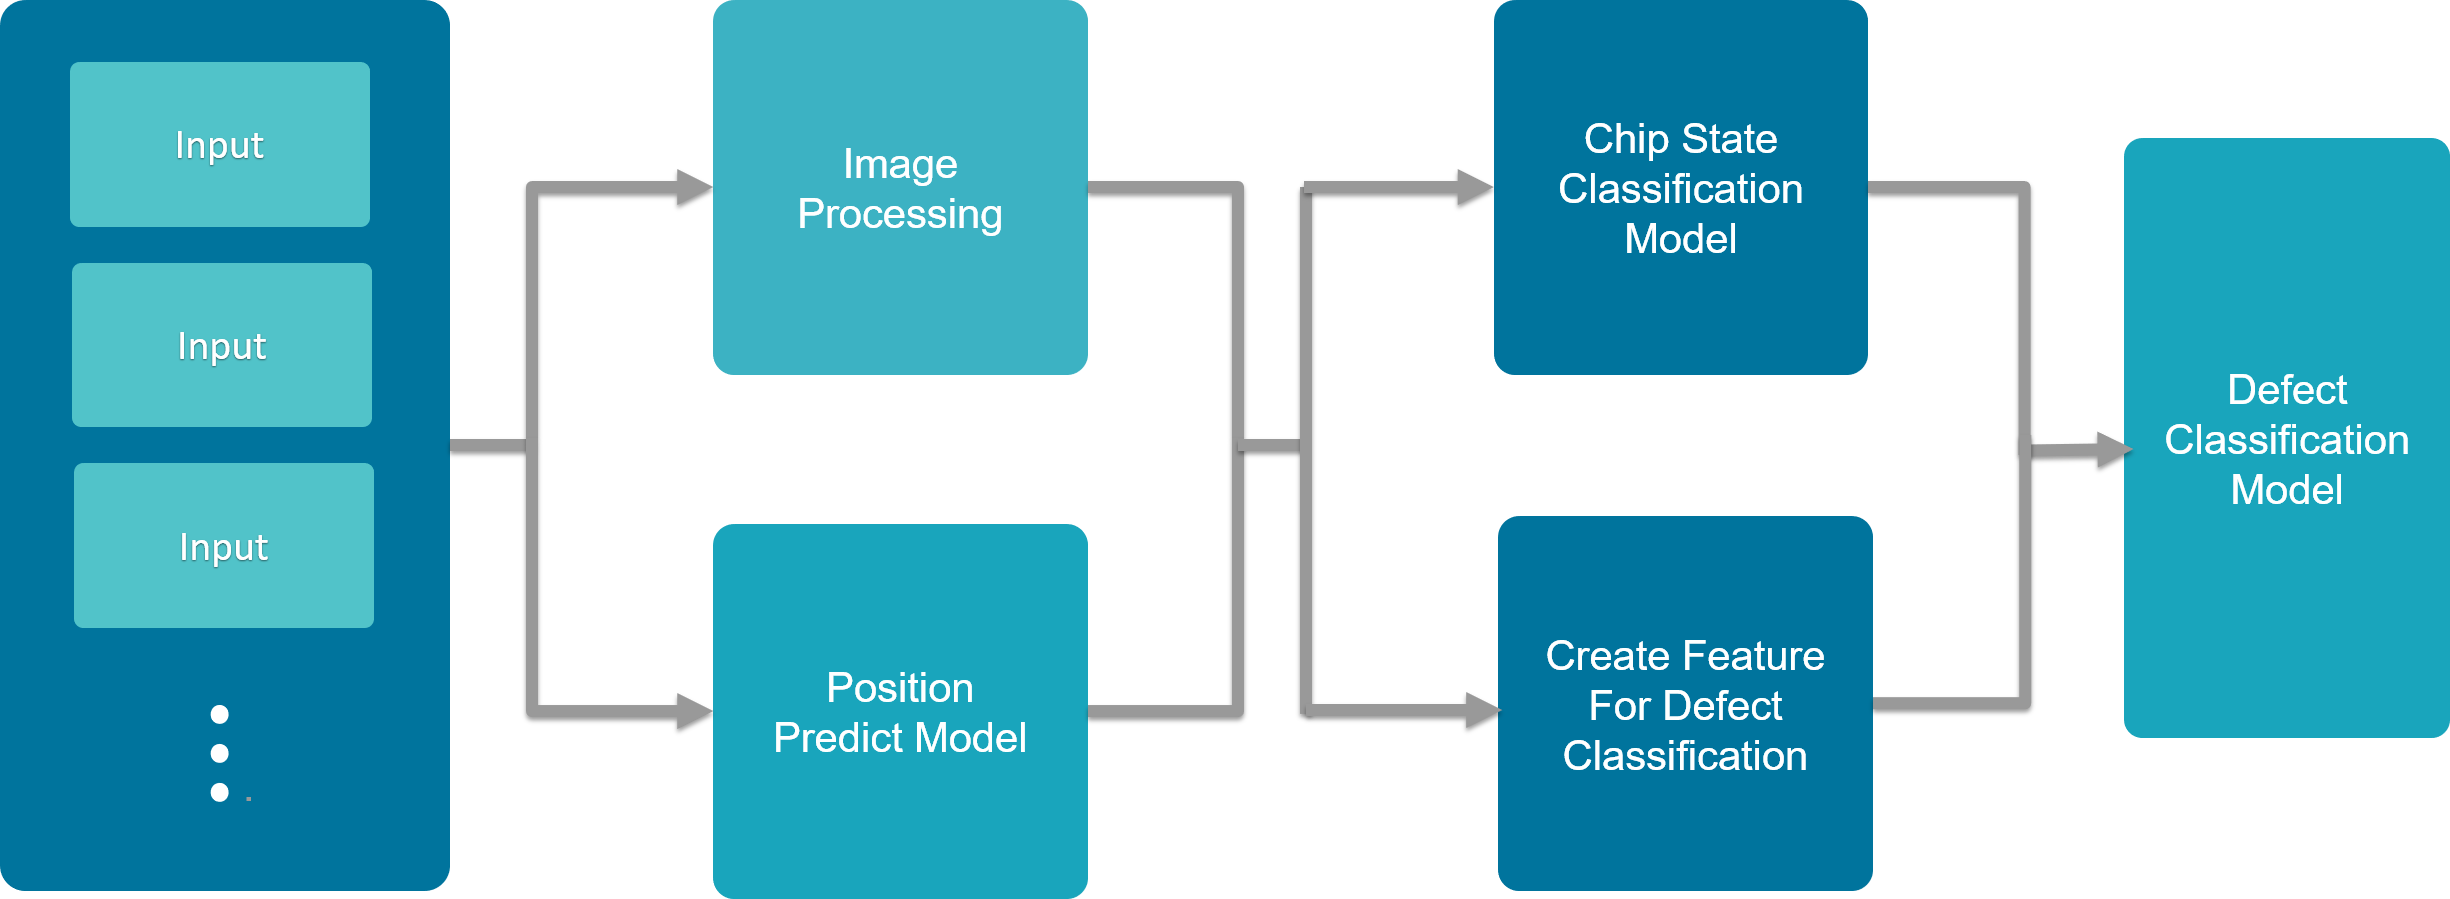 Input
Input
Input
Image
Processing
Position
Predict Model
Chip State
Classification
Model
Create Feature
For Defect
Classification
Defect
Classification
Model